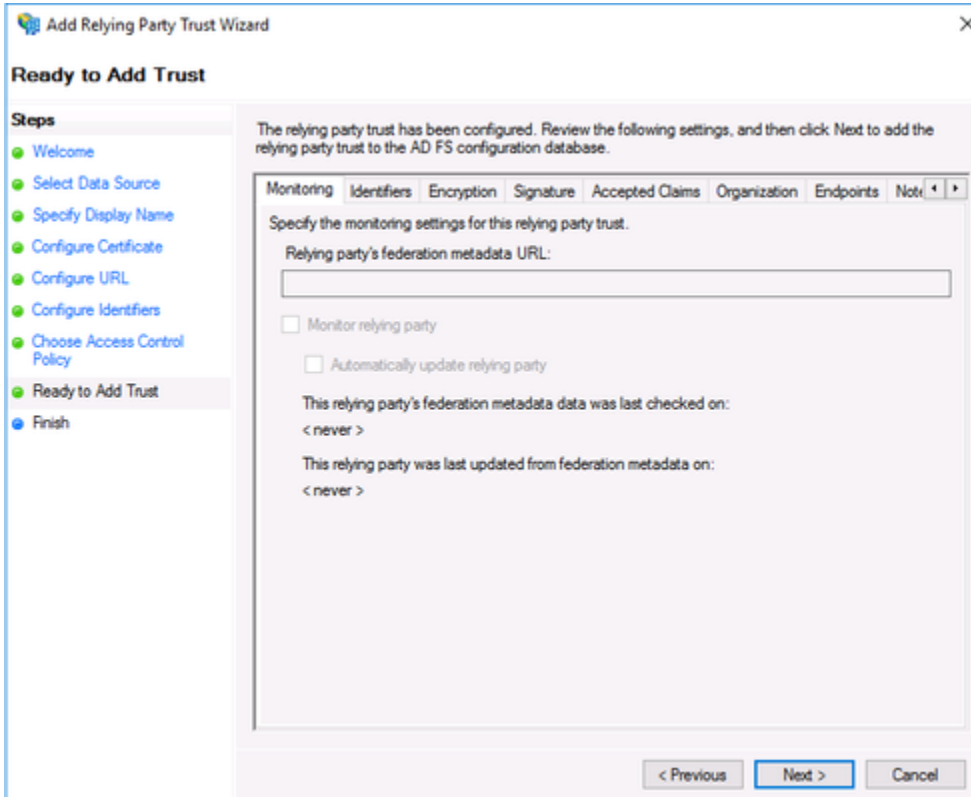 Add Relying Party Trust Wizard
Ready to Add Trust
Steps
Welcome
Select Data Source
Specify Display Name
Configure Certificate
Configure URL
Configure Identifiers
Choose Access Control
Policy
Ready to Add Trust
Finish
The relying party trust has been configured. Review the following settings, and then click Next to add the
relying party trust to the AD FS configuration database.
Monitoring Identifiers Encryption Signature Accepted Claims Organization Endpoints Note
Specify the monitoring settings for this relying party trust.
Relying party's federation metadata URL:
Monitor relying party
Automatically update relying party
This relying party's federation metadata data was last checked on:
< never >
This relying party was last updated from federation metadata on:
< never >
< Previous Next > Cancel